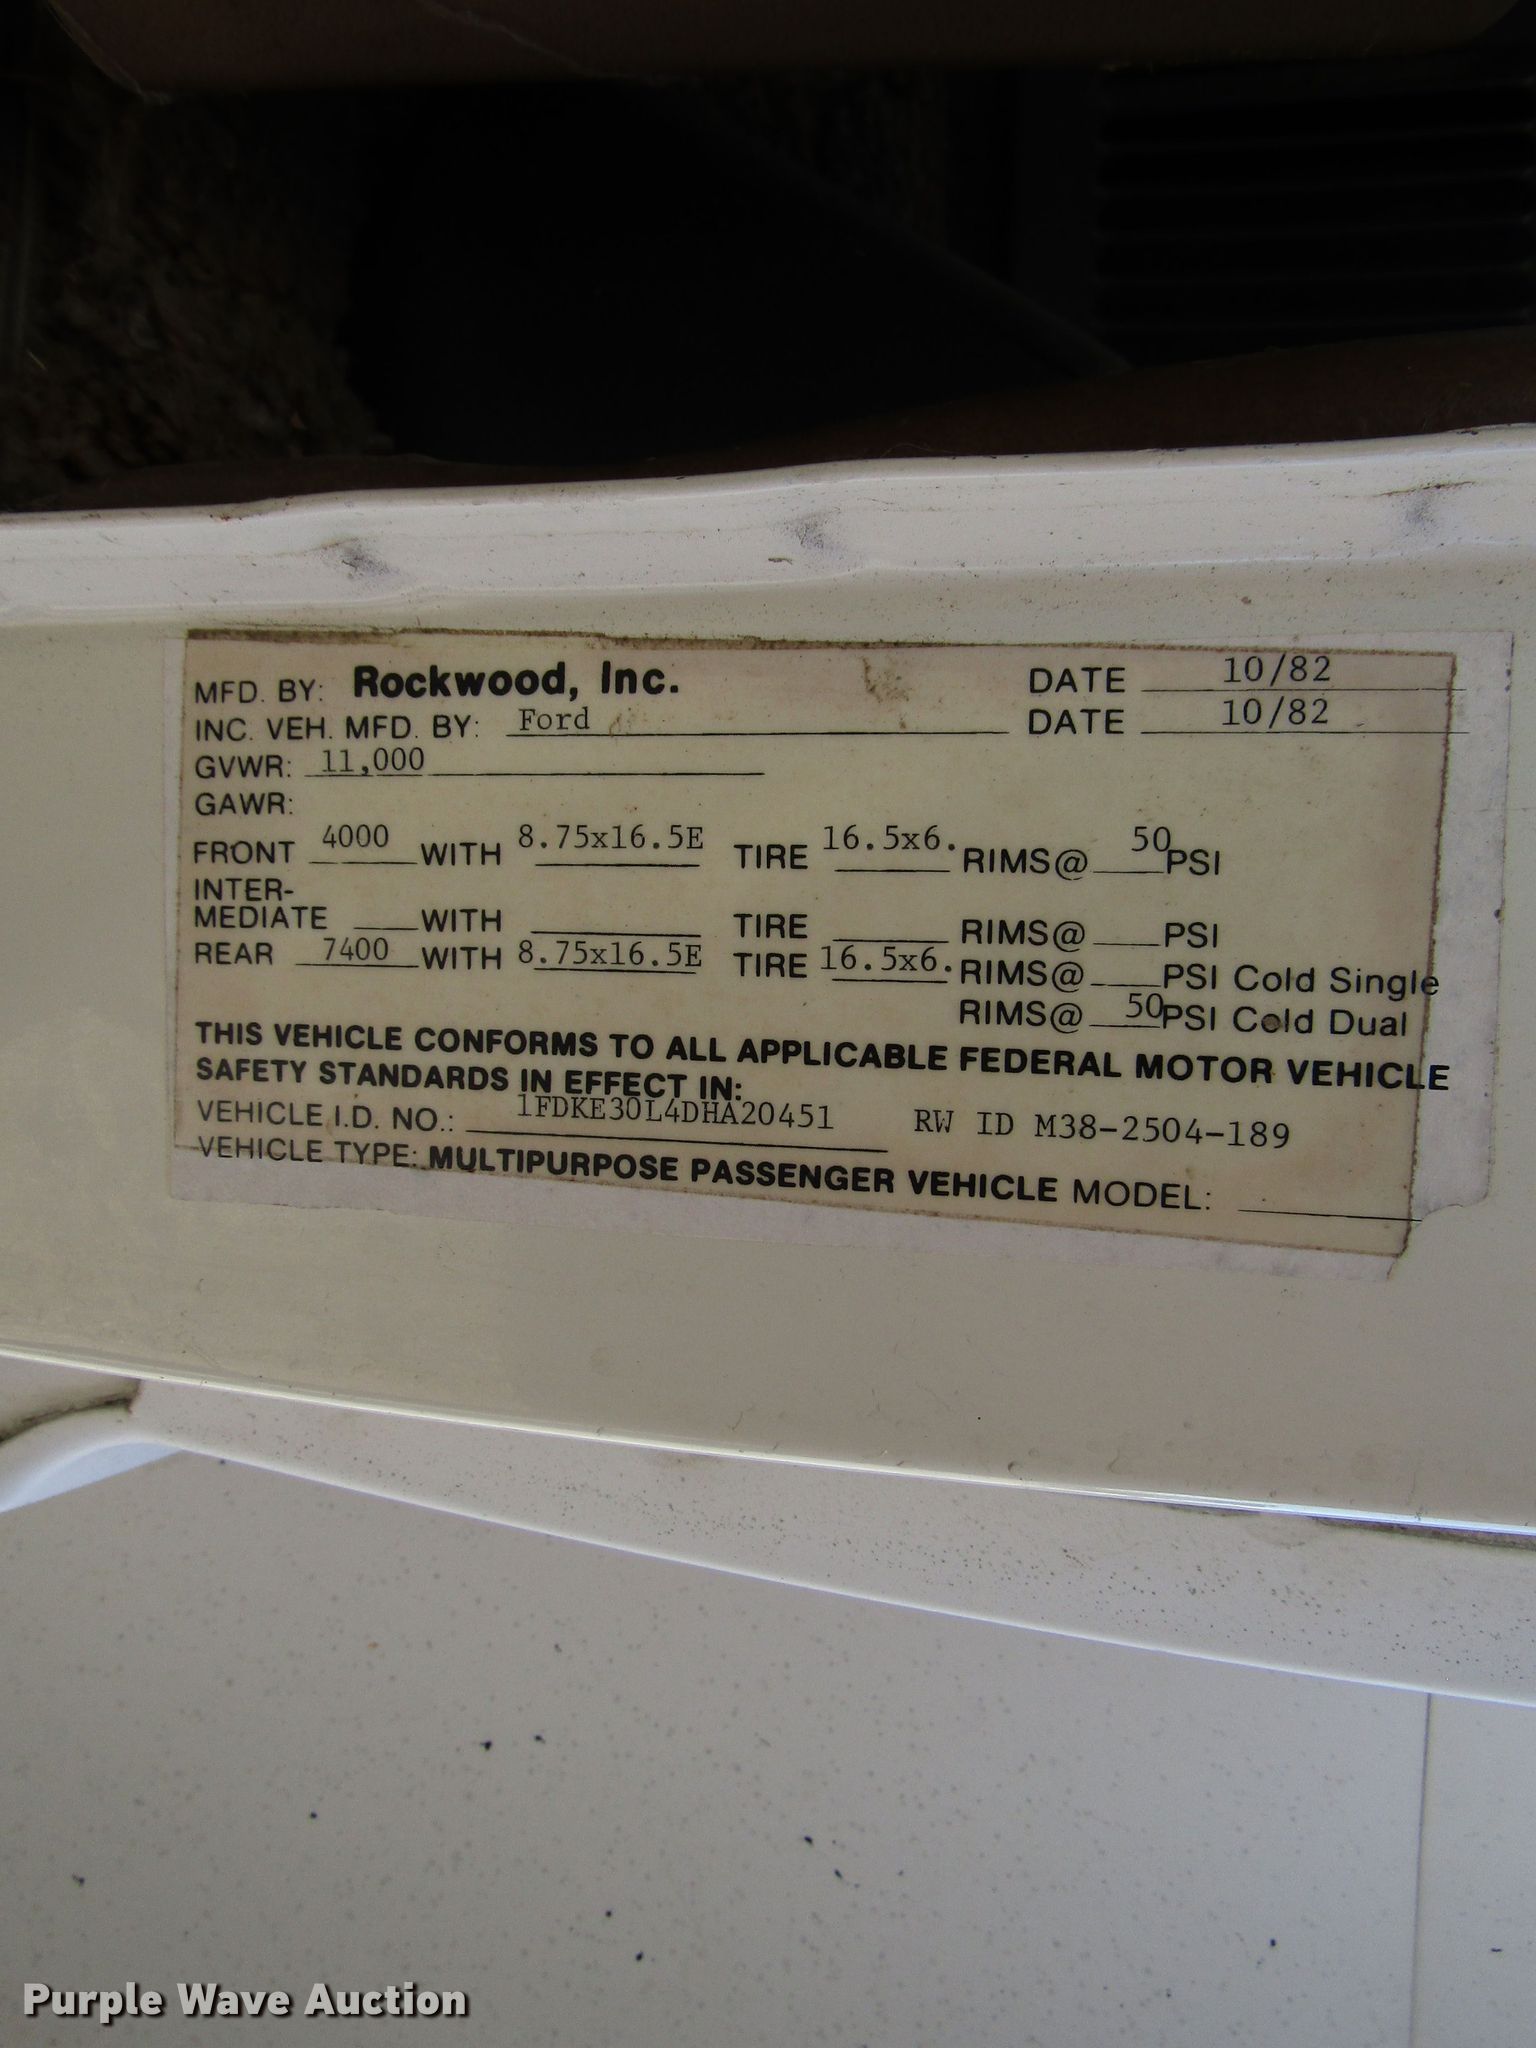 MFD. BY: Rockwood, Inc. DATE 10/82
INC. VEH. MFD. BY: Ford DATE 10/82
GVWR: 11,000
GAWR:
FRONT 4000 WITH 8.75x16.5E TIRE 16.5x6. RIMS@ 50 PSI
INTER-
MEDIATE WITH TIRE RIMS@ PSI
REAR 7400 WITH 8.75x16.5E TIRE 16.5x6. RIMS@ PSI Cold Single
RIMS@ 50 PSI Cold Dual
THIS VEHICLE CONFORMS TO ALL APPLICABLE FEDERAL MOTOR VEHICLE
SAFETY STANDARDS IN EFFECT IN:
VEHICLE I.D. NO.: 1FDKE30L4DHA20451 RW ID M38-2504-189
VEHICLE TYPE: MULTIPURPOSE PASSENGER VEHICLE MODEL:
Purple Wave Auction